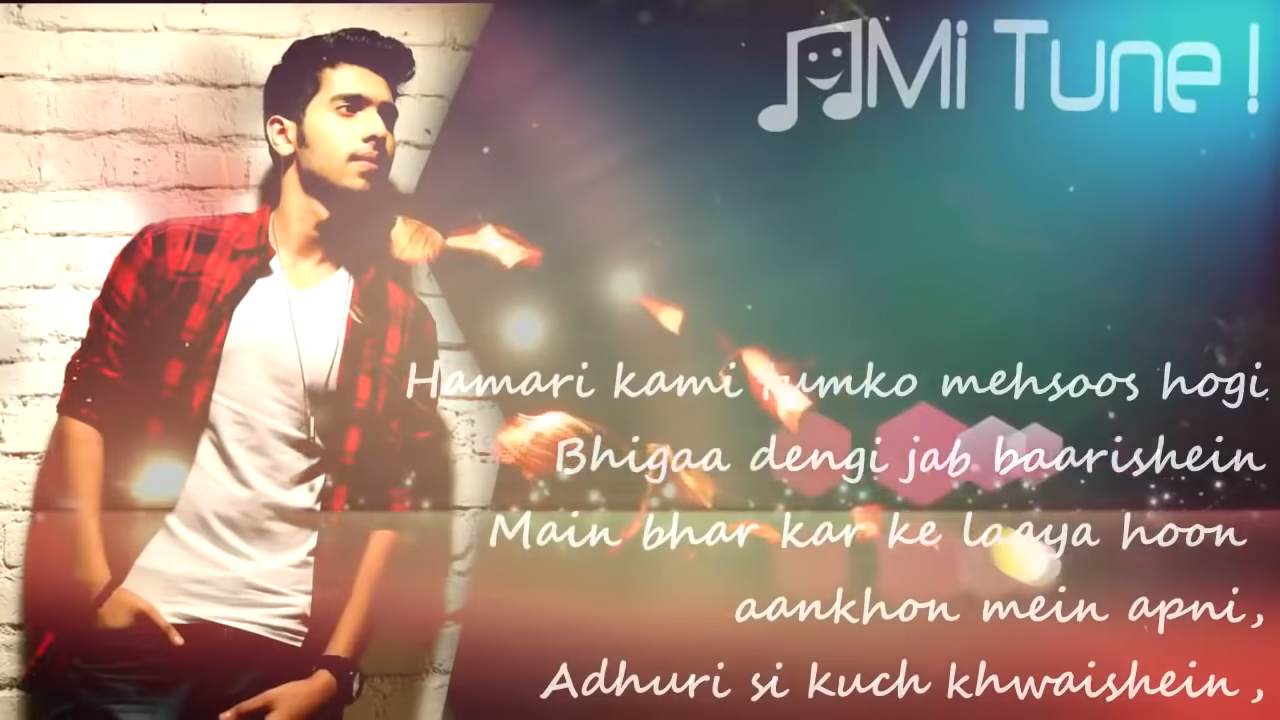 Mi Tune !
Hamari kami tumko mehsoos hogi
Bhigaa dengi jab baarishein
Main bhar kar ke laaya hoon
aankhon mein apni,
Adhuri si kuch khwaishein ,